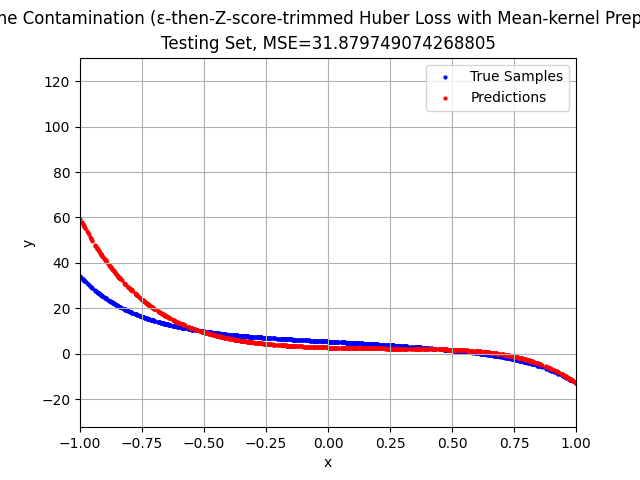 ne Contamination (ε-then-Z-score-trimmed Huber Loss with Mean-kernel Prep
Testing Set, MSE=31.879749074268805
True Samples
Predictions
120
100
80
60
40
20
0
−20
y
−1.00 −0.75 −0.50 −0.25 0.00 0.25 0.50 0.75 1.00
x